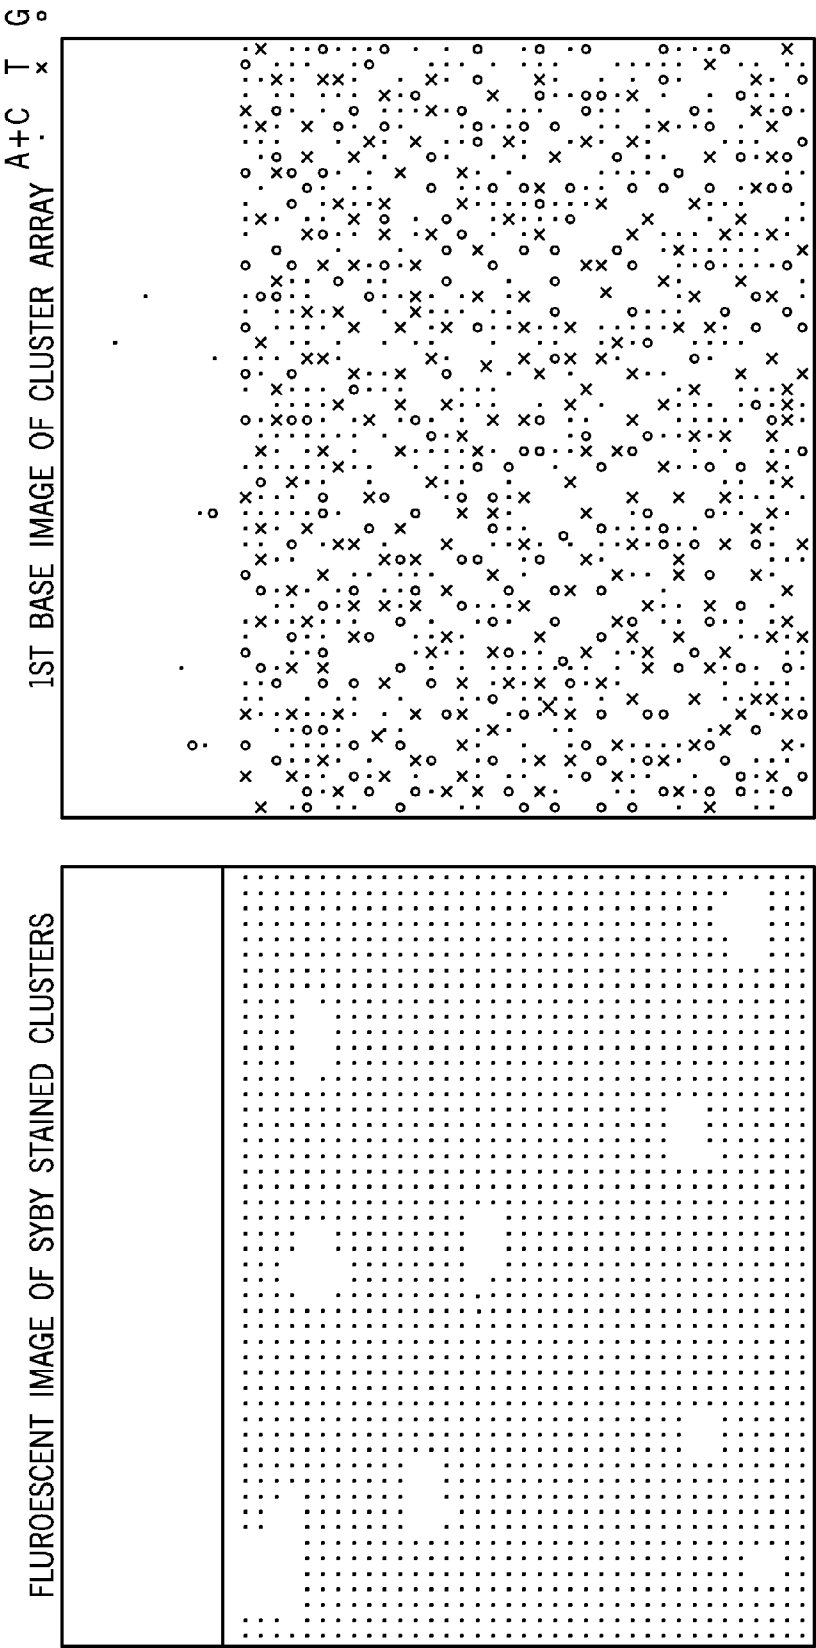 FLUROESCENT IMAGE OF SYBY STAINED CLUSTERS
1ST BASE IMAGE OF CLUSTER ARRAY
A+C T G